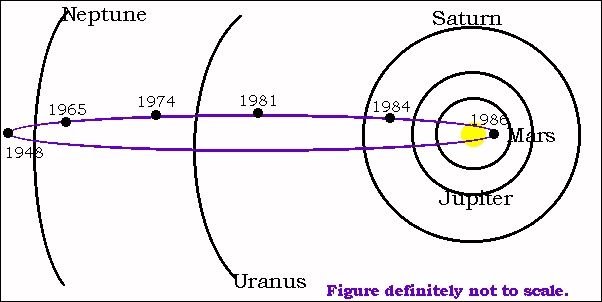 Neptune
Saturn
1965
1974
1981
1984
1986
1948
Mars
Jupiter
Uranus
Figure definitely not to scale.